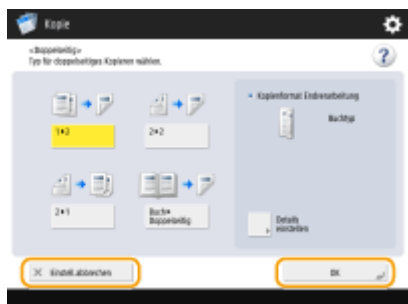 Kopie
<Doppelseitig>
Typ für doppelseitiges Kopieren wählen.
?
1▸2
2▸2
2▸1
Buch▸
Doppelseitig
• Kopienformat Endverarbeitung
Buchtyp
Details
einstellen
× Einstell. abbrechen
OK